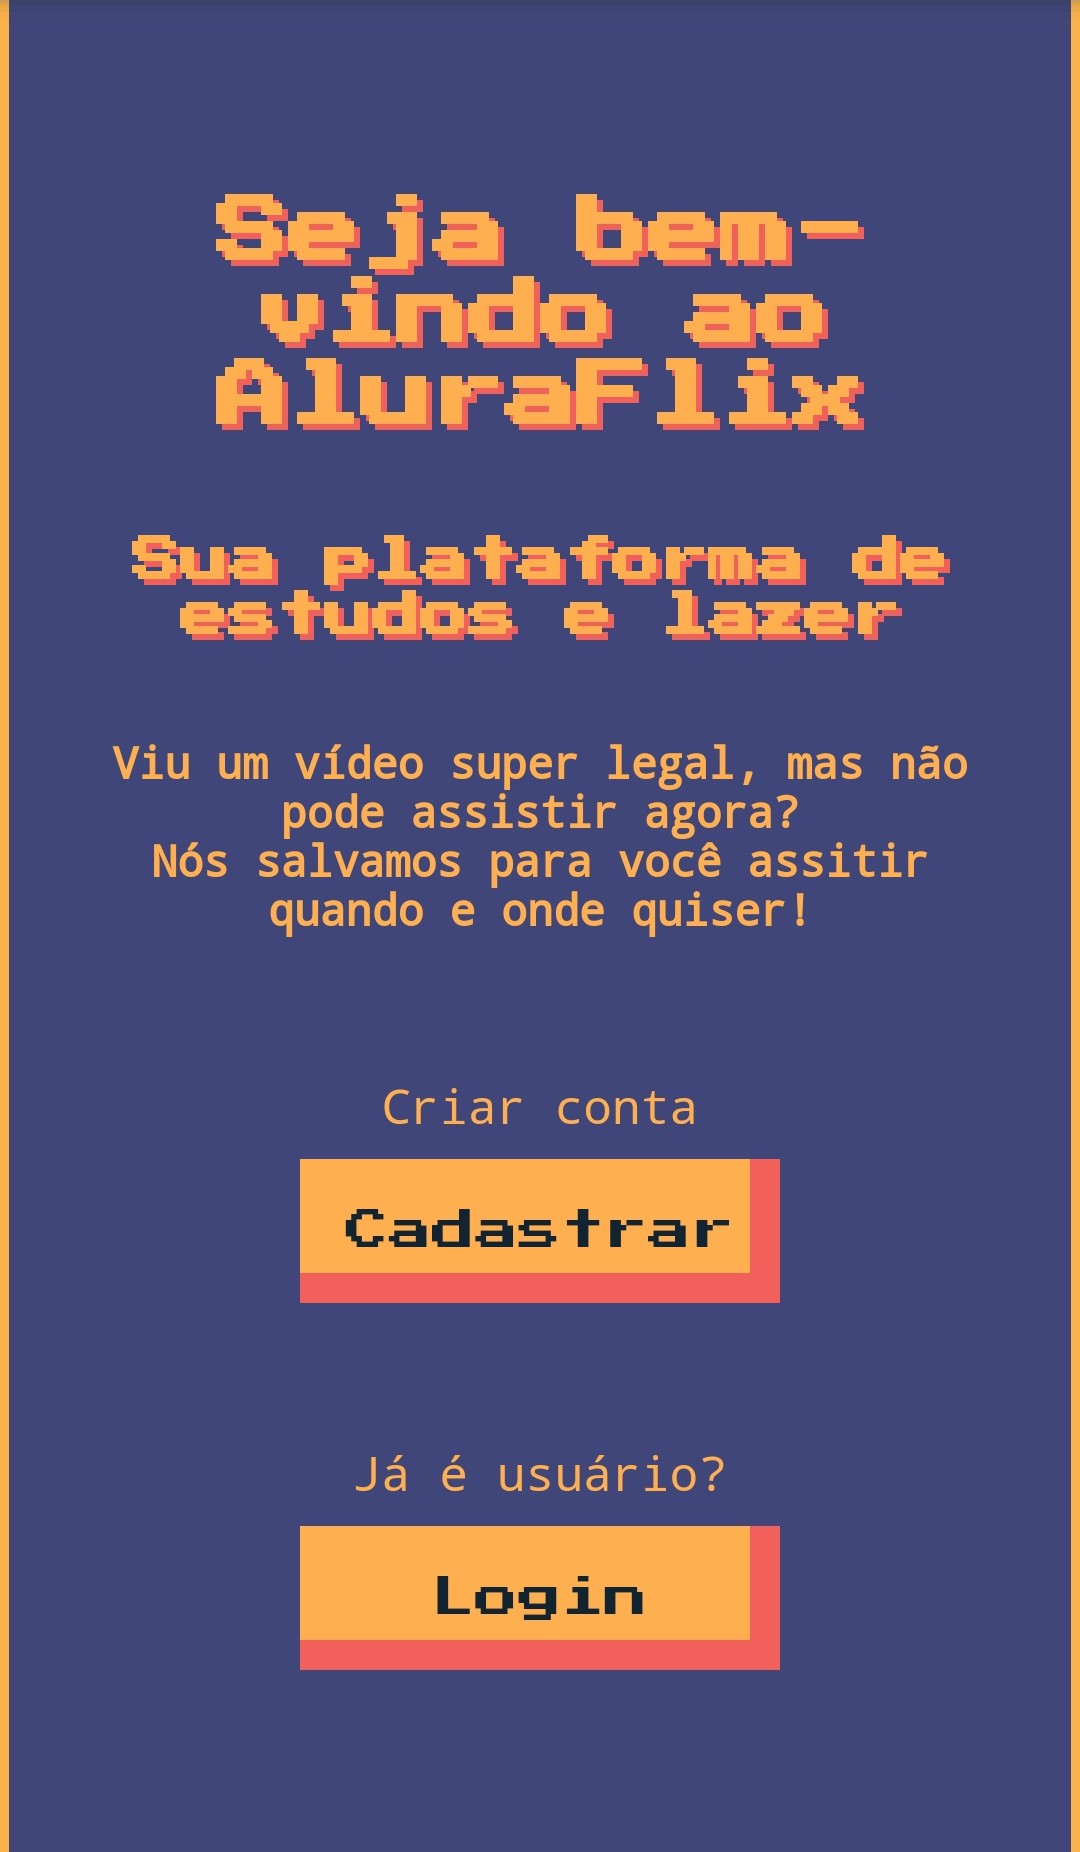 Seja bem-
vindo ao
AluraFlix
Sua plataforma de
estudos e lazer
Viu um vídeo super legal, mas não
pode assistir agora?
Nós salvamos para você assitir
quando e onde quiser!
Criar conta
Cadastrar
Já é usuário?
Login